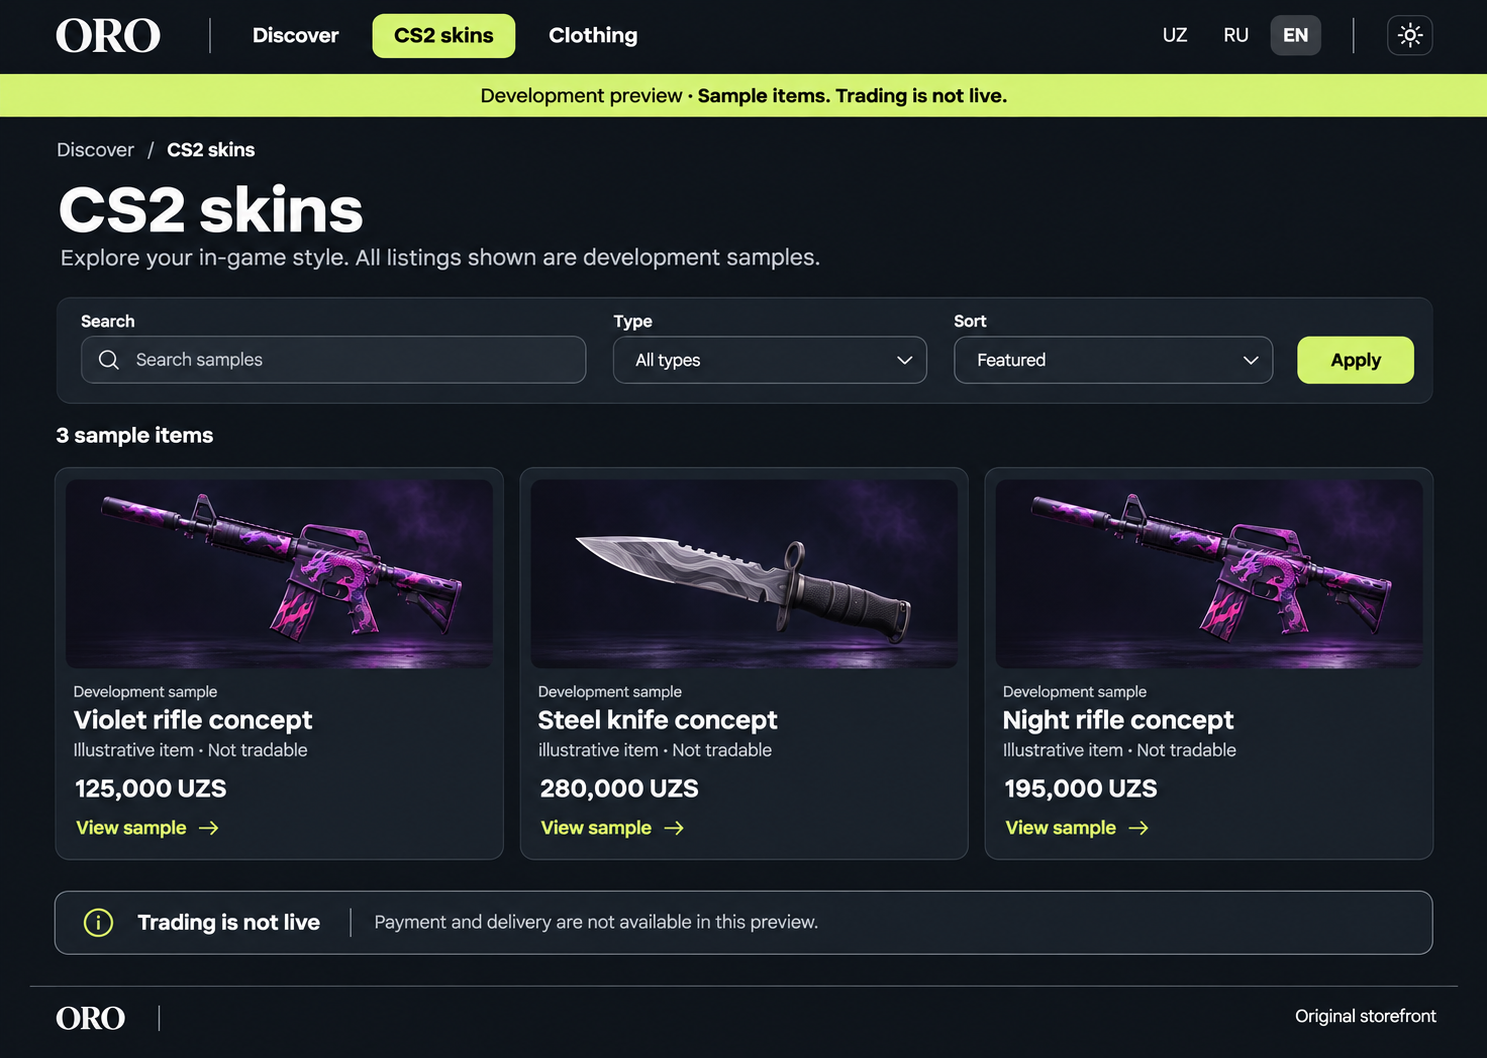 ORO
Discover
CS2 skins
Clothing
UZ
RU
EN
Development preview · Sample items. Trading is not live.
Discover / CS2 skins
CS2 skins
Explore your in-game style. All listings shown are development samples.
Search
Type
Sort
Search samples
All types
Featured
Apply
3 sample items
Development sample
Violet rifle concept
Illustrative item · Not tradable
125,000 UZS
View sample →
Development sample
Steel knife concept
illustrative item · Not tradable
280,000 UZS
View sample →
Development sample
Night rifle concept
Illustrative item · Not tradable
195,000 UZS
View sample →
Trading is not live
Payment and delivery are not available in this preview.
ORO
Original storefront